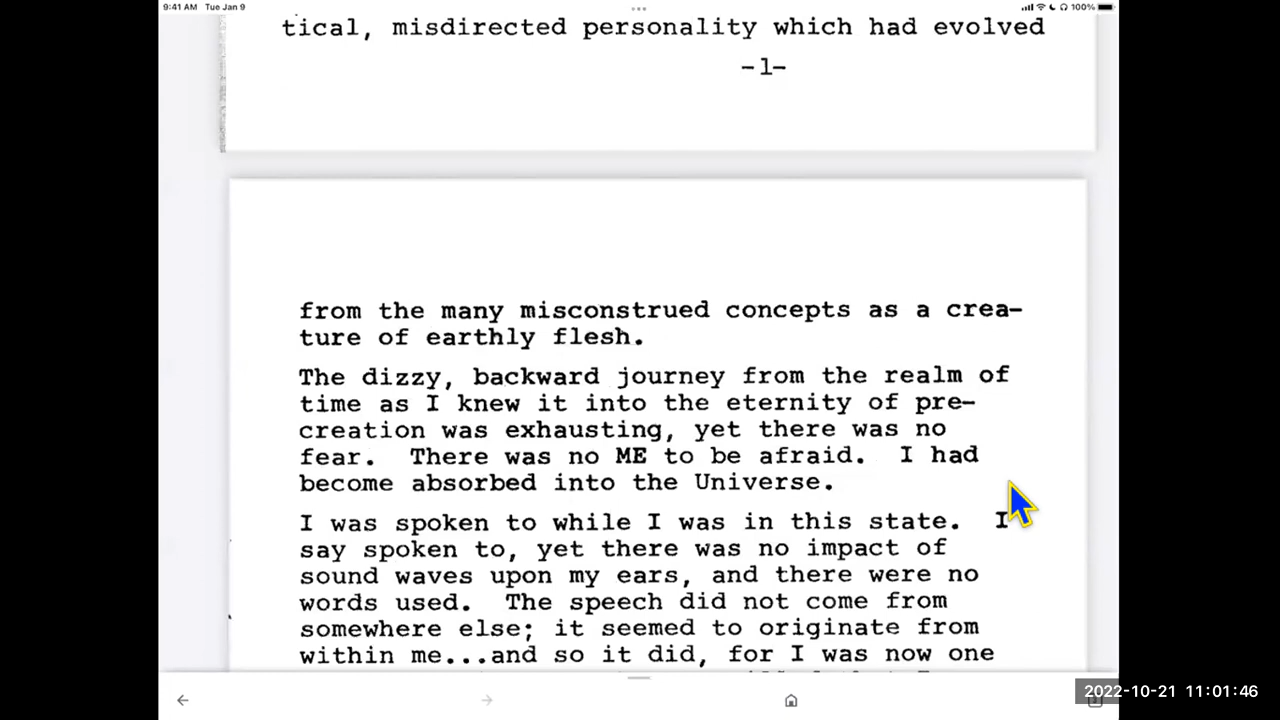 9:41 AM Tue Jan 9
100%
tical, misdirected personality which had evolved
-1-
from the many misconstrued concepts as a crea-
ture of earthly flesh.
The dizzy, backward journey from the realm of
time as I knew it into the eternity of pre-
creation was exhausting, yet there was no
fear. There was no ME to be afraid. I had
become absorbed into the Universe.
I was spoken to while I was in this state. I
say spoken to, yet there was no impact of
sound waves upon my ears, and there were no
words used. The speech did not come from
somewhere else; it seemed to originate from
within me...and so it did, for I was now one
2022-10-21 11:01:46